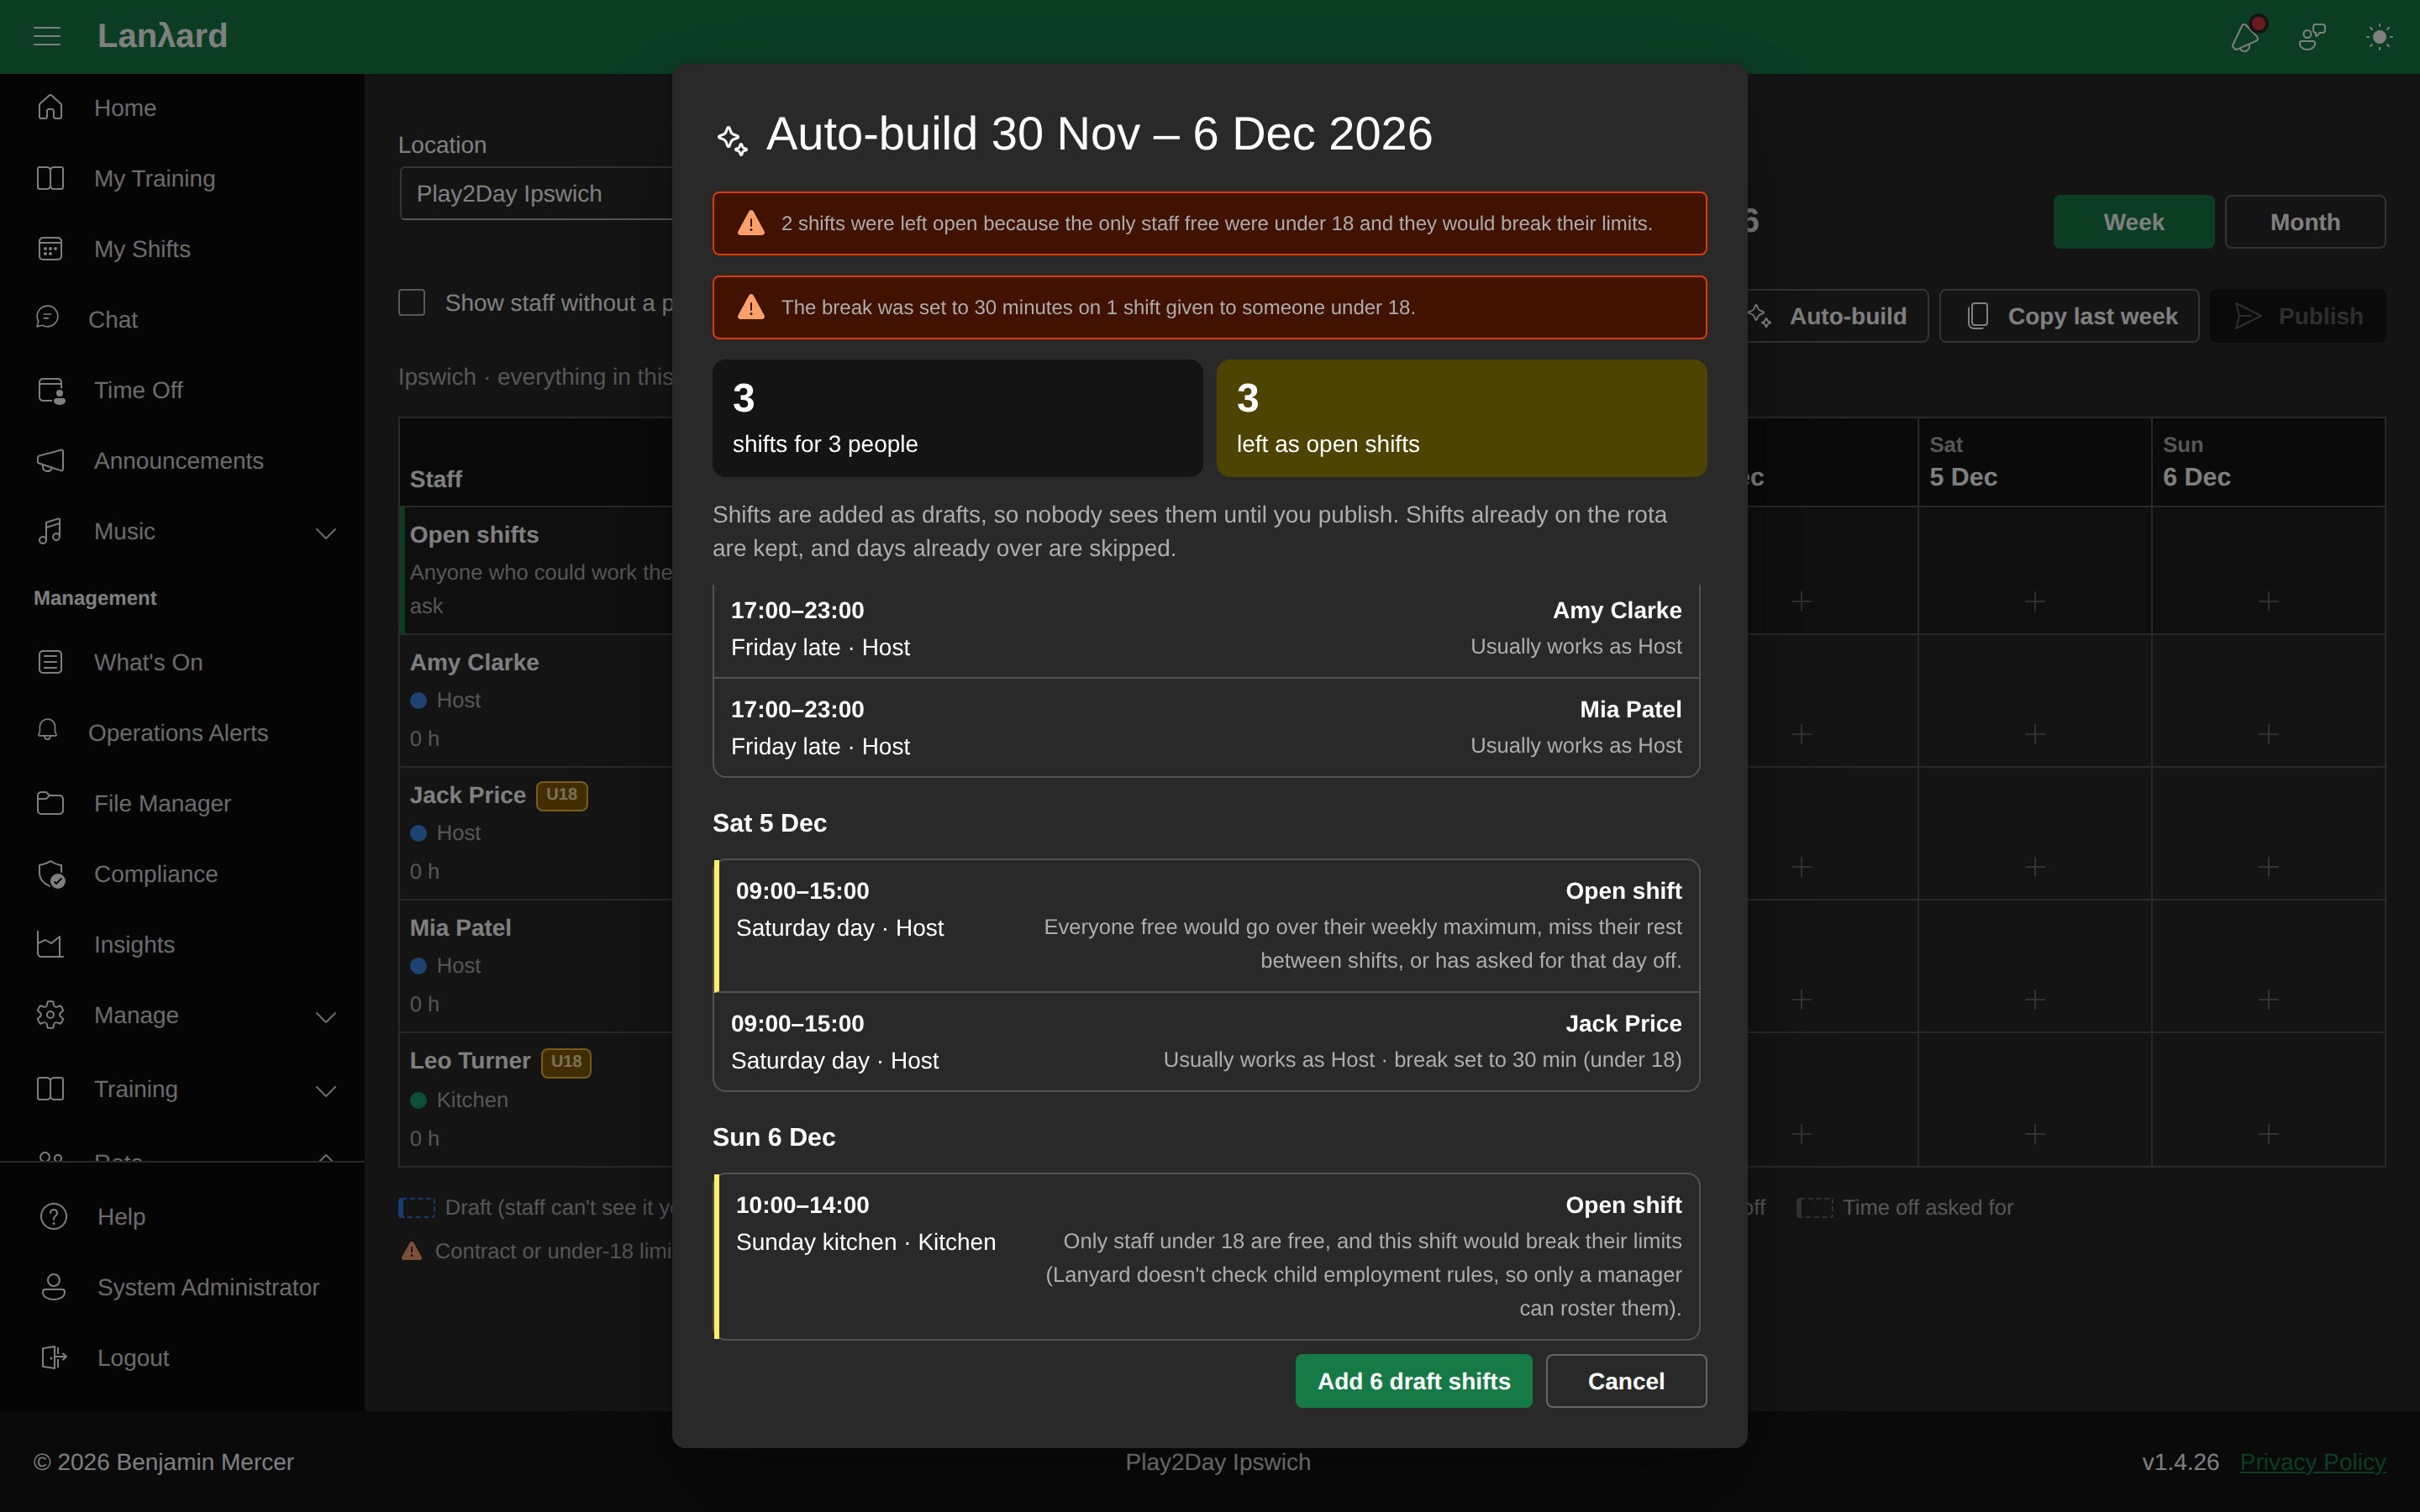 Lanλard
Home
My Training
My Shifts
Chat
Time Off
Announcements
Music
Management
What's On
Operations Alerts
File Manager
Compliance
Insights
Manage
Training
Rota
Help
System Administrator
Logout
Location
Play2Day Ipswich
Show staff without a p
Ipswich · everything in this
Staff
Open shifts
Anyone who could work the
ask
Amy Clarke
Host
0 h
Jack Price U18
Host
0 h
Mia Patel
Host
0 h
Leo Turner U18
Kitchen
0 h
Draft (staff can't see it ye
Contract or under-18 limi
Auto-build 30 Nov – 6 Dec 2026
2 shifts were left open because the only staff free were under 18 and they would break their limits.
The break was set to 30 minutes on 1 shift given to someone under 18.
3
shifts for 3 people
3
left as open shifts
Shifts are added as drafts, so nobody sees them until you publish. Shifts already on the rota
are kept, and days already over are skipped.
17:00–23:00 Amy Clarke
Friday late · Host Usually works as Host
17:00–23:00 Mia Patel
Friday late · Host Usually works as Host
Sat 5 Dec
09:00–15:00 Open shift
Saturday day · Host Everyone free would go over their weekly maximum, miss their rest
between shifts, or has asked for that day off.
09:00–15:00 Jack Price
Saturday day · Host Usually works as Host · break set to 30 min (under 18)
Sun 6 Dec
10:00–14:00 Open shift
Sunday kitchen · Kitchen Only staff under 18 are free, and this shift would break their limits
(Lanyard doesn't check child employment rules, so only a manager
can roster them).
Add 6 draft shifts Cancel
6
Week Month
Auto-build Copy last week Publish
ec
Sat
5 Dec
Sun
6 Dec
off Time off asked for
© 2026 Benjamin Mercer Play2Day Ipswich v1.4.26 Privacy Policy